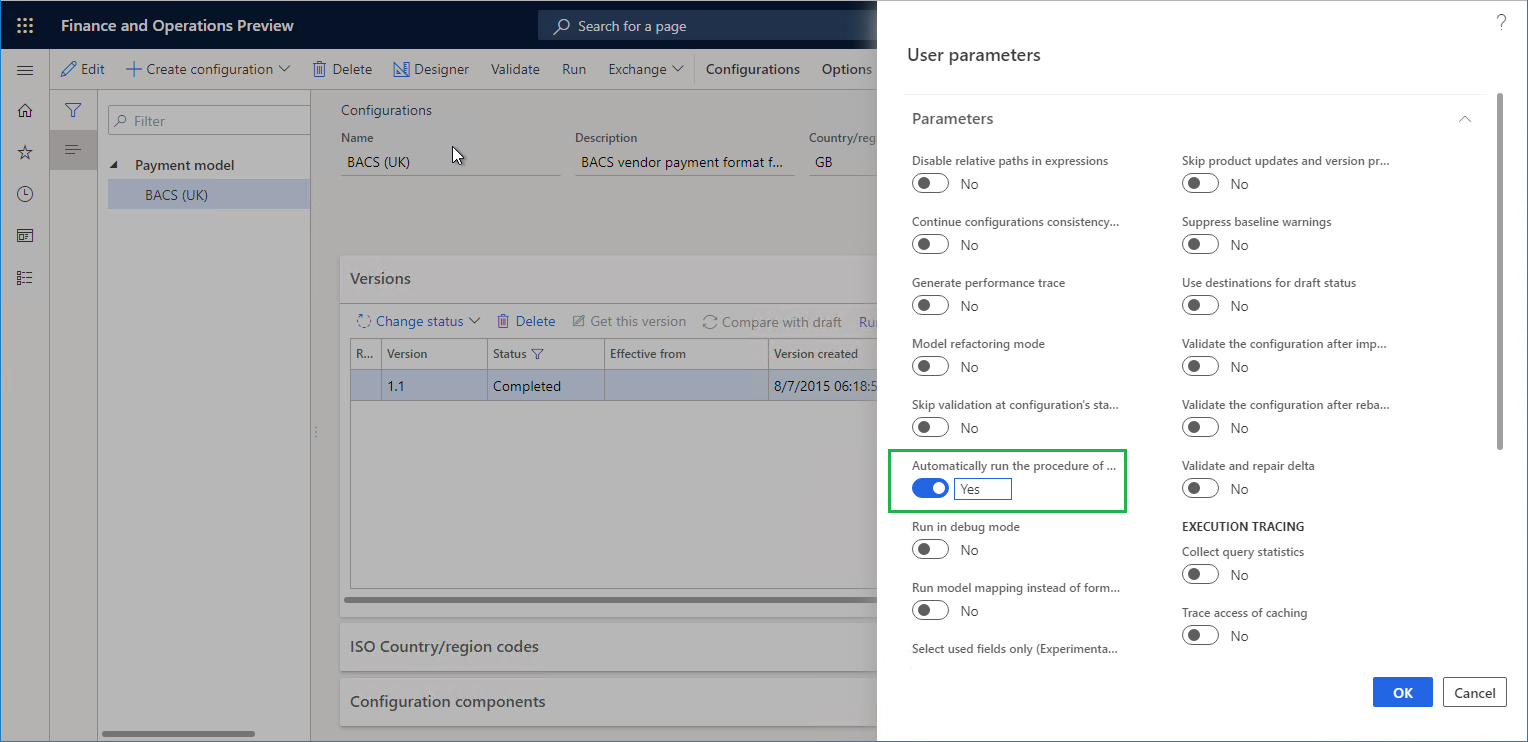 Finance and Operations Preview
Search for a page
?
Edit
Create configuration
Delete
Designer
Validate
Run
Exchange
Configurations
Options
Filter
Payment model
BACS (UK)
Configurations
Name
Description
Country/reg
BACS (UK)
BACS vendor payment format f...
GB
Versions
Change status
Delete
Get this version
Compare with draft
Run
R...
Version
Status
Effective from
Version created
1.1
Completed
8/7/2015 06:18:5
ISO Country/region codes
Configuration components
User parameters
Parameters
Disable relative paths in expressions
No
Continue configurations consistency...
No
Generate performance trace
No
Model refactoring mode
No
Skip validation at configuration's sta...
No
Automatically run the procedure of ...
Yes
Run in debug mode
No
Run model mapping instead of form...
No
Select used fields only (Experimenta...
Skip product updates and version pr...
No
Suppress baseline warnings
No
Use destinations for draft status
No
Validate the configuration after imp...
No
Validate the configuration after reba...
No
Validate and repair delta
No
EXECUTION TRACING
Collect query statistics
No
Trace access of caching
No
OK
Cancel